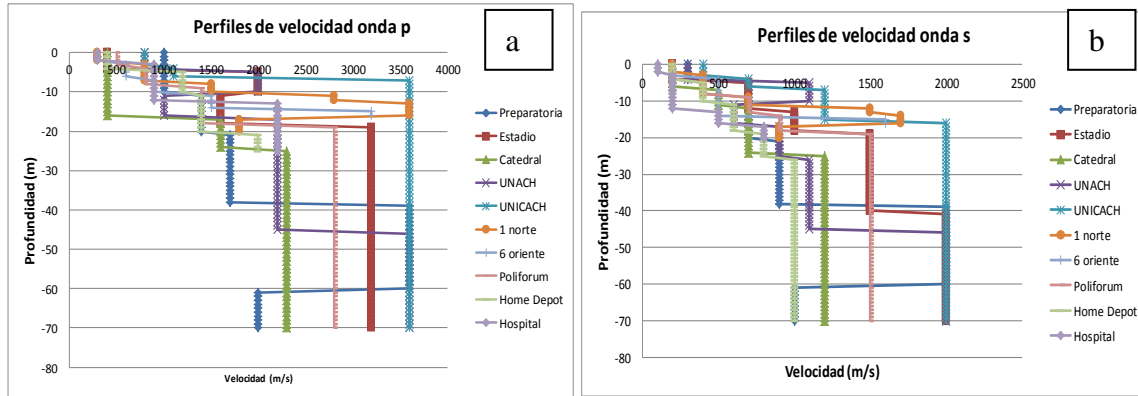 Perfiles de velocidad onda p
a
0
0 500 1000 1500 2000 2500 3000 3500 4000
-10
-20
-30
-40
-50
-60
-70
-80
Profundidad (m)
Velocidad (m/s)
Preparatoria
Estadio
Catedral
UNACH
UNICACH
1 norte
6 oriente
Poliforum
Home Depot
Hospital
Perfiles de velocidad onda s
b
0
0 500 1000 1500 2000 2500
-10
-20
-30
-40
-50
-60
-70
-80
Profundidad (m)
Velocidad (m/s)
Preparatoria
Estadio
Catedral
UNACH
UNICACH
1 norte
6 oriente
Poliforum
Home Depot
Hospital